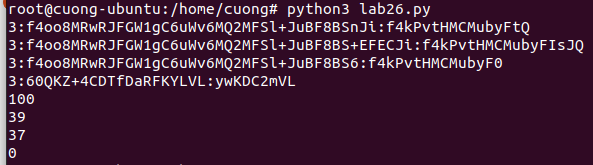 root@cuong-ubuntu:/home/cuong# python3 lab26.py
3:f4oo8MRwRJFGW1gC6uWv6MQ2MFSl+JuBF8BSnJi:f4kPvtHMCMubyFtQ
3:f4oo8MRwRJFGW1gC6uWv6MQ2MFSl+JuBF8BS+EFECJi:f4kPvtHMCMubyFIsJQ
3:f4oo8MRwRJFGW1gC6uWv6MQ2MFSl+JuBF8BS6:f4kPvtHMCMubyF0
3:60QKZ+4CDTfDaRFKYLVL:ywKDC2mVL
100
39
37
0